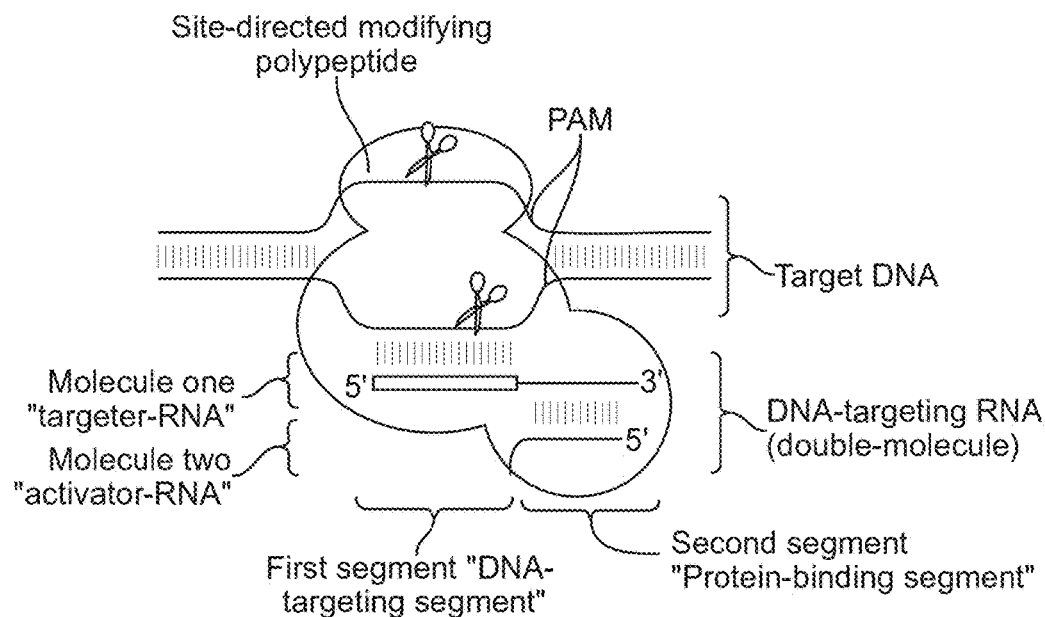 Site-directed modifying
polypeptide
PAM
Target DNA
Molecule one
"targeter-RNA"
5'
3'
Molecule two
"activator-RNA"
5'
DNA-targeting RNA
(double-molecule)
First segment "DNA-
targeting segment"
Second segment
"Protein-binding segment"